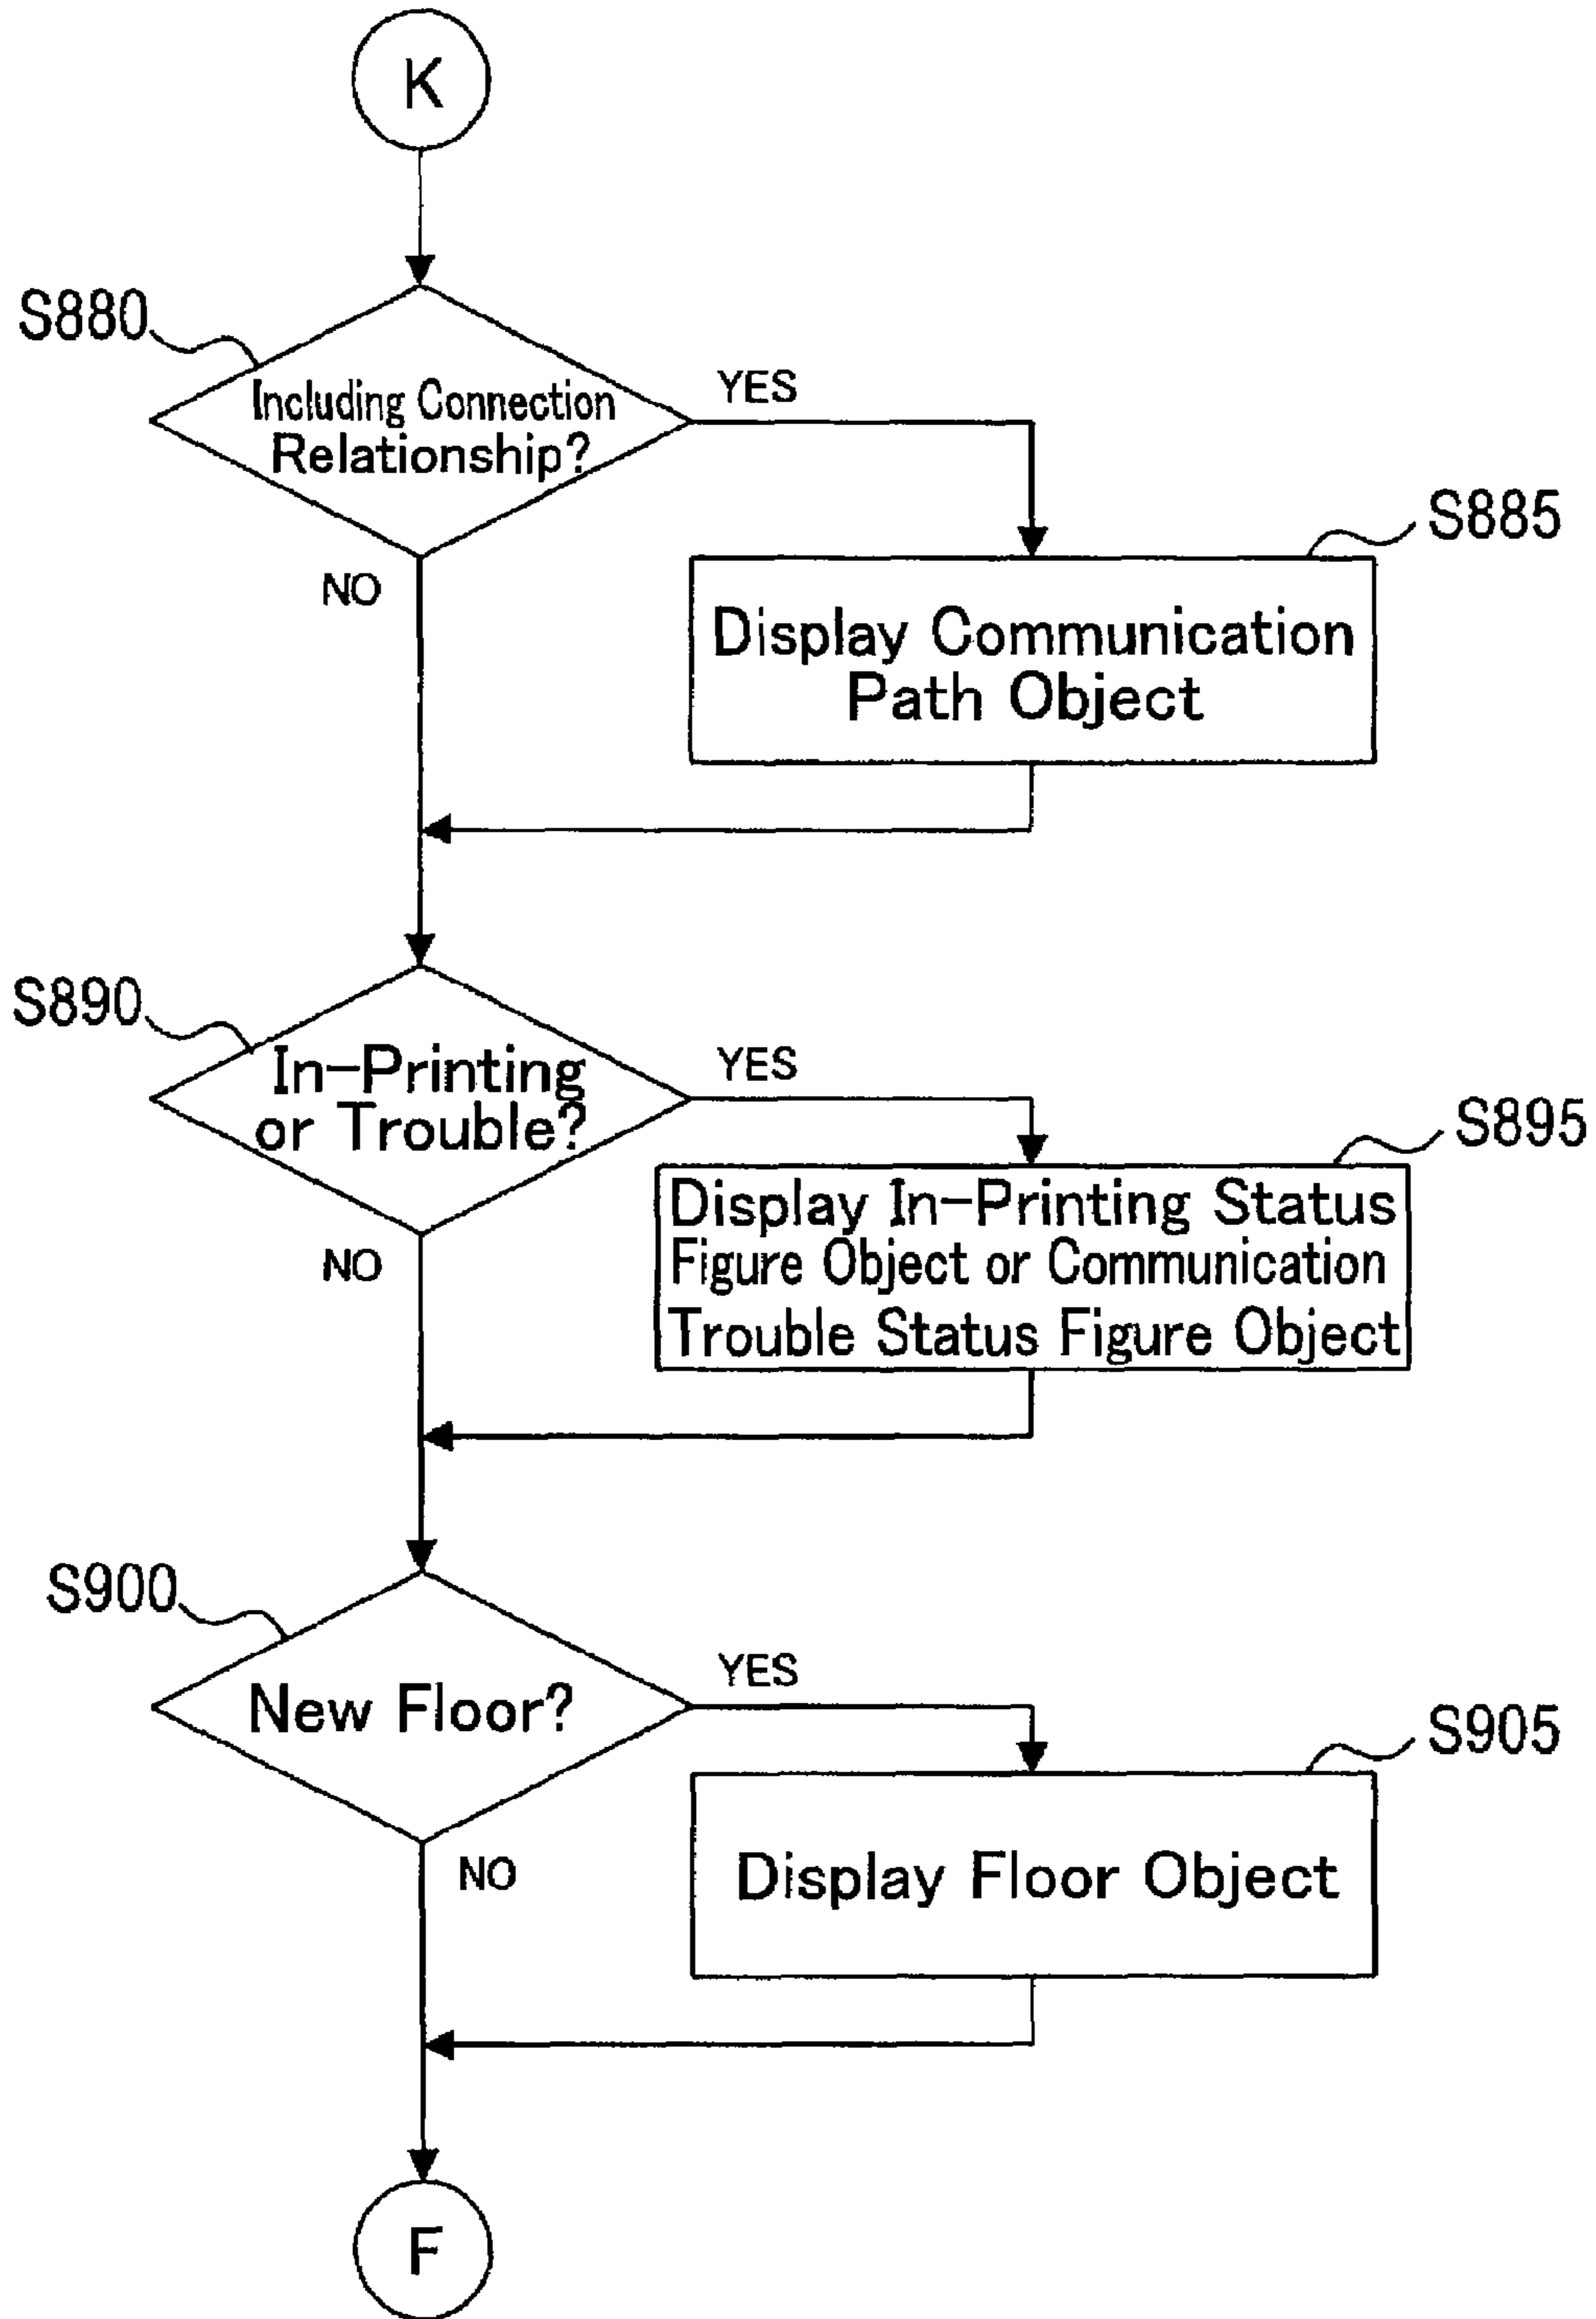 K
S880
Including Connection
Relationship?
YES
NO
S885
Display Communication
Path Object
S890
In-Printing
or Trouble?
YES
NO
S895
Display In-Printing Status
Figure Object or Communication
Trouble Status Figure Object
S900
New Floor?
YES
NO
S905
Display Floor Object
F